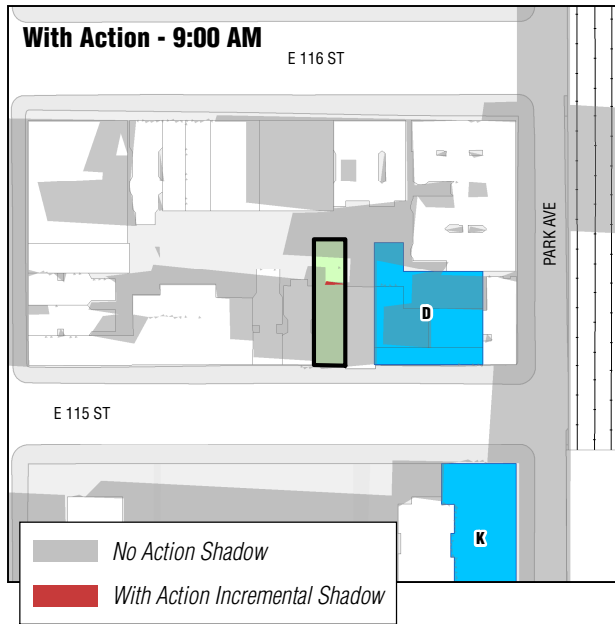 With Action - 9:00 AM
E 116 ST
PARK AVE
D
E 115 ST
K
No Action Shadow
With Action Incremental Shadow